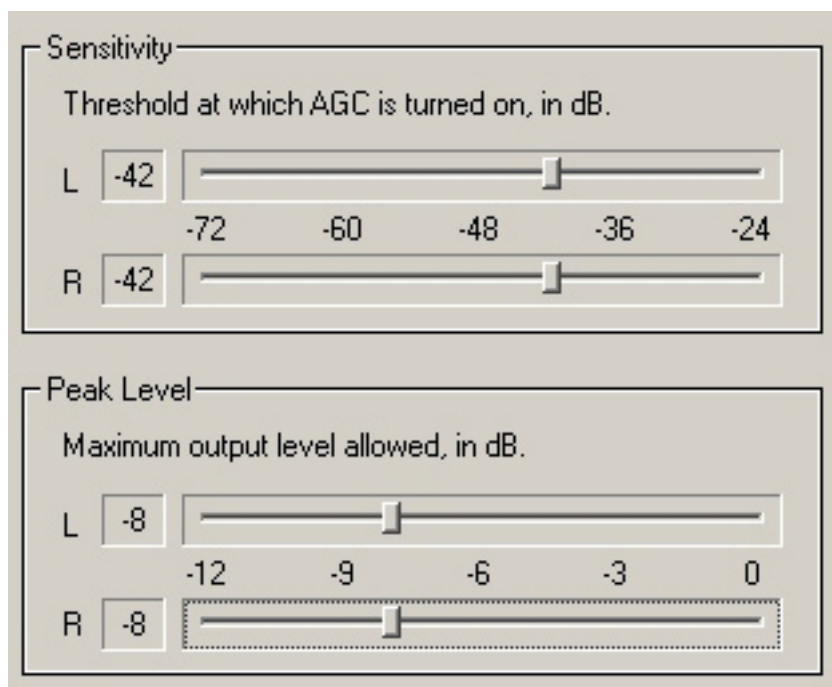 Sensitivity
Threshold at which AGC is turned on, in dB.
L -42
-72 -60 -48 -36 -24
R -42
Peak Level
Maximum output level allowed, in dB.
L -8
-12 -9 -6 -3 0
R -8